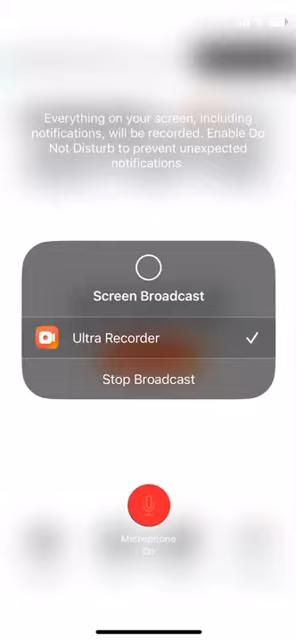 Everything on your screen, including
notifications, will be recorded. Enable Do
Not Disturb to prevent unexpected
notifications.
Screen Broadcast
Ultra Recorder
Stop Broadcast
Microphone
On